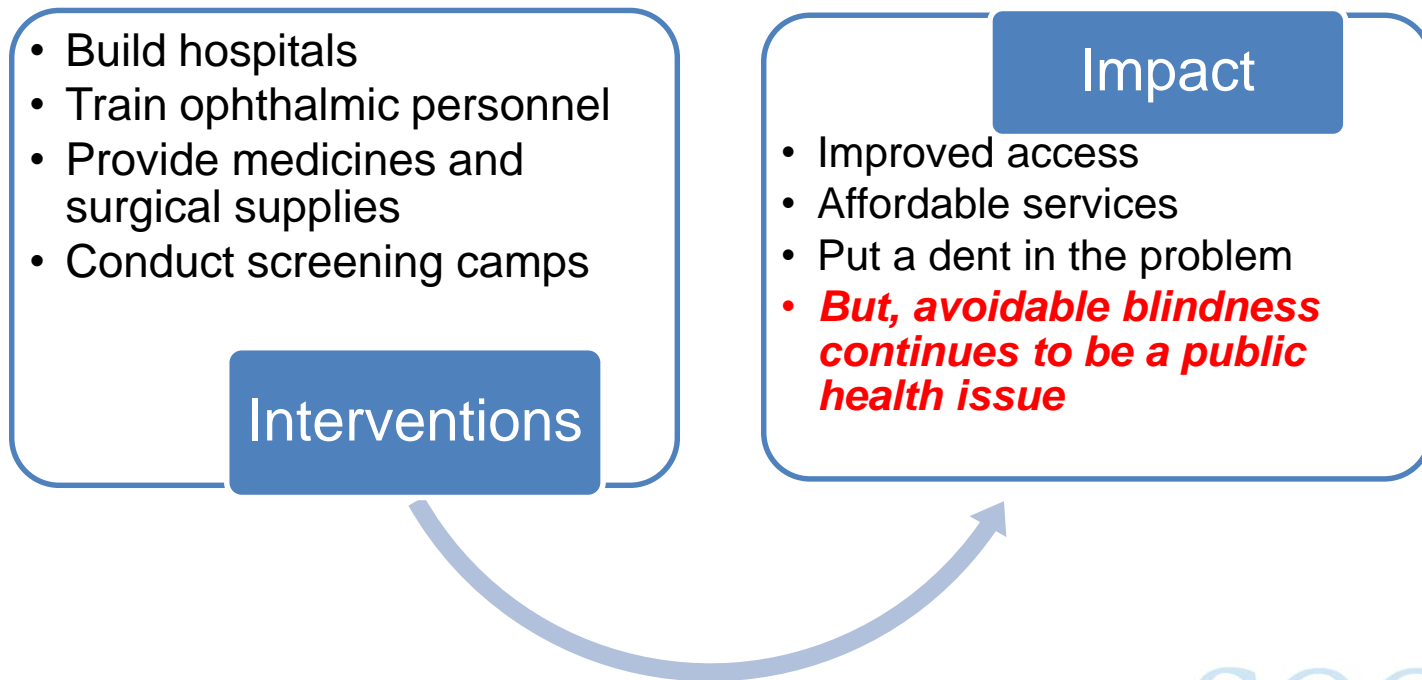 • Build hospitals
• Train ophthalmic personnel
• Provide medicines and
surgical supplies
• Conduct screening camps
Interventions
Impact
• Improved access
• Affordable services
• Put a dent in the problem
• But, avoidable blindness
continues to be a public
health issue